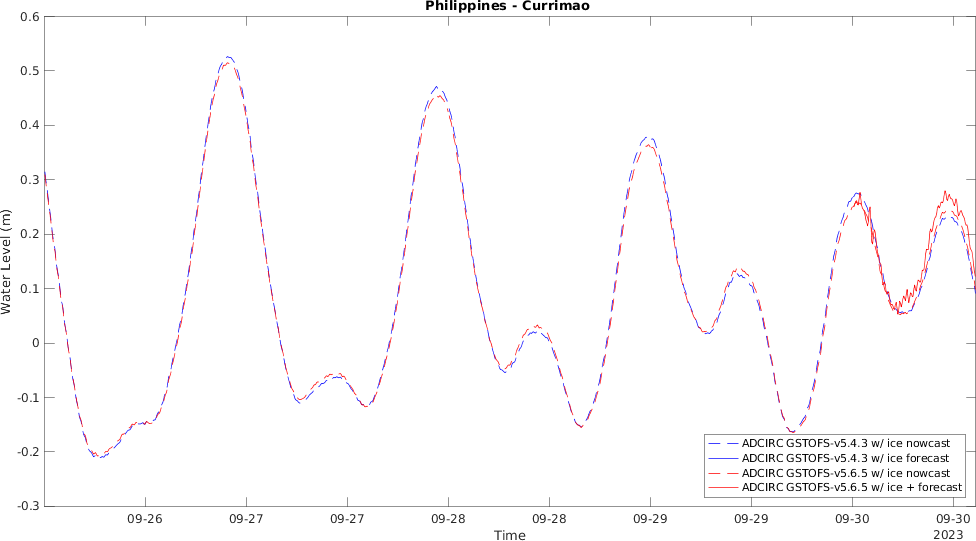 Philippines - Currimao
0.6
0.5
0.4
0.3
0.2
0.1
0
-0.1
-0.2
-0.3
Water Level (m)
ADCIRC GSTOFS-v5.4.3 w/ ice nowcast
ADCIRC GSTOFS-v5.4.3 w/ ice forecast
ADCIRC GSTOFS-v5.6.5 w/ ice nowcast
ADCIRC GSTOFS-v5.6.5 w/ ice + forecast
09-26 09-27 09-27 09-28 09-28 09-29 09-29 09-30 09-30
Time 2023